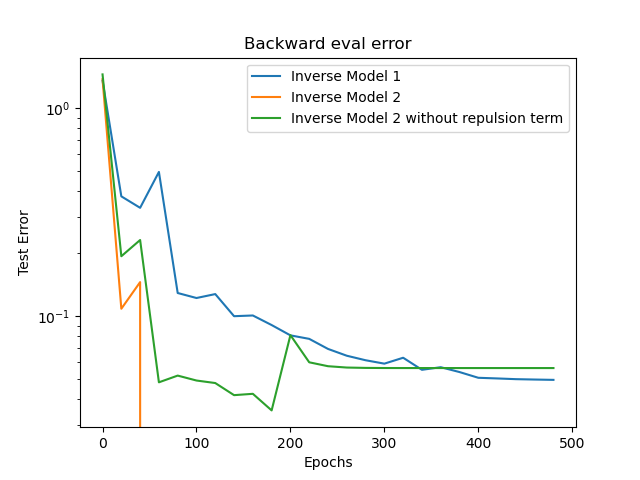 Backward eval error
Inverse Model 1
Inverse Model 2
Inverse Model 2 without repulsion term
Test Error
10⁰
10⁻¹
0 100 200 300 400 500
Epochs